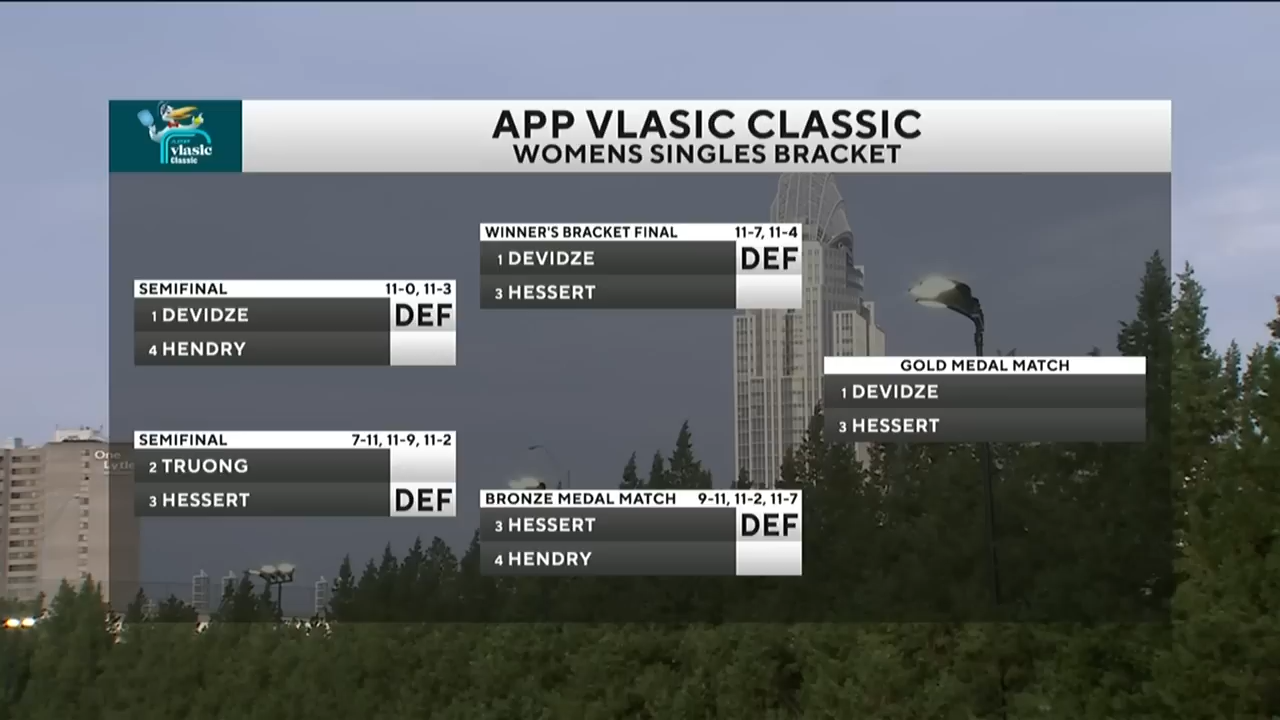 APP VLASIC CLASSIC
WOMENS SINGLES BRACKET
vlasic
Classic
WINNER'S BRACKET FINAL 11-7, 11-4
1 DEVIDZE DEF
3 HESSERT
SEMIFINAL 11-0, 11-3
1 DEVIDZE DEF
4 HENDRY
GOLD MEDAL MATCH
1 DEVIDZE
3 HESSERT
SEMIFINAL 7-11, 11-9, 11-2
2 TRUONG
3 HESSERT DEF
BRONZE MEDAL MATCH 9-11, 11-2, 11-7
3 HESSERT DEF
4 HENDRY
One
Lytle